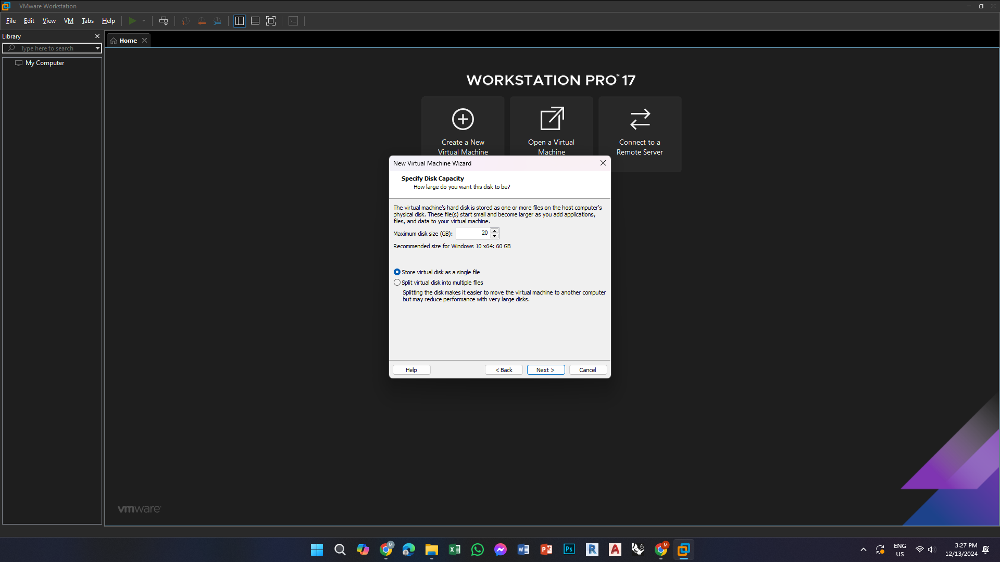 VMware Workstation
File Edit View VM Tabs Help
Library
Type here to search
My Computer
Home
WORKSTATION PRO™ 17
Create a New
Virtual Machine
Open a Virtual
Machine
Connect to a
Remote Server
New Virtual Machine Wizard
Specify Disk Capacity
How large do you want this disk to be?
The virtual machine's hard disk is stored as one or more files on the host computer's
physical disk. These file(s) start small and become larger as you add applications,
files, and data to your virtual machine.
Maximum disk size (GB): 20
Recommended size for Windows 10 x64: 60 GB
Store virtual disk as a single file
Split virtual disk into multiple files
Splitting the disk makes it easier to move the virtual machine to another computer
but may reduce performance with very large disks.
Help < Back Next > Cancel
vmware
M
Ps
R
A
6
M
ENG
US
3:27 PM
12/13/2024